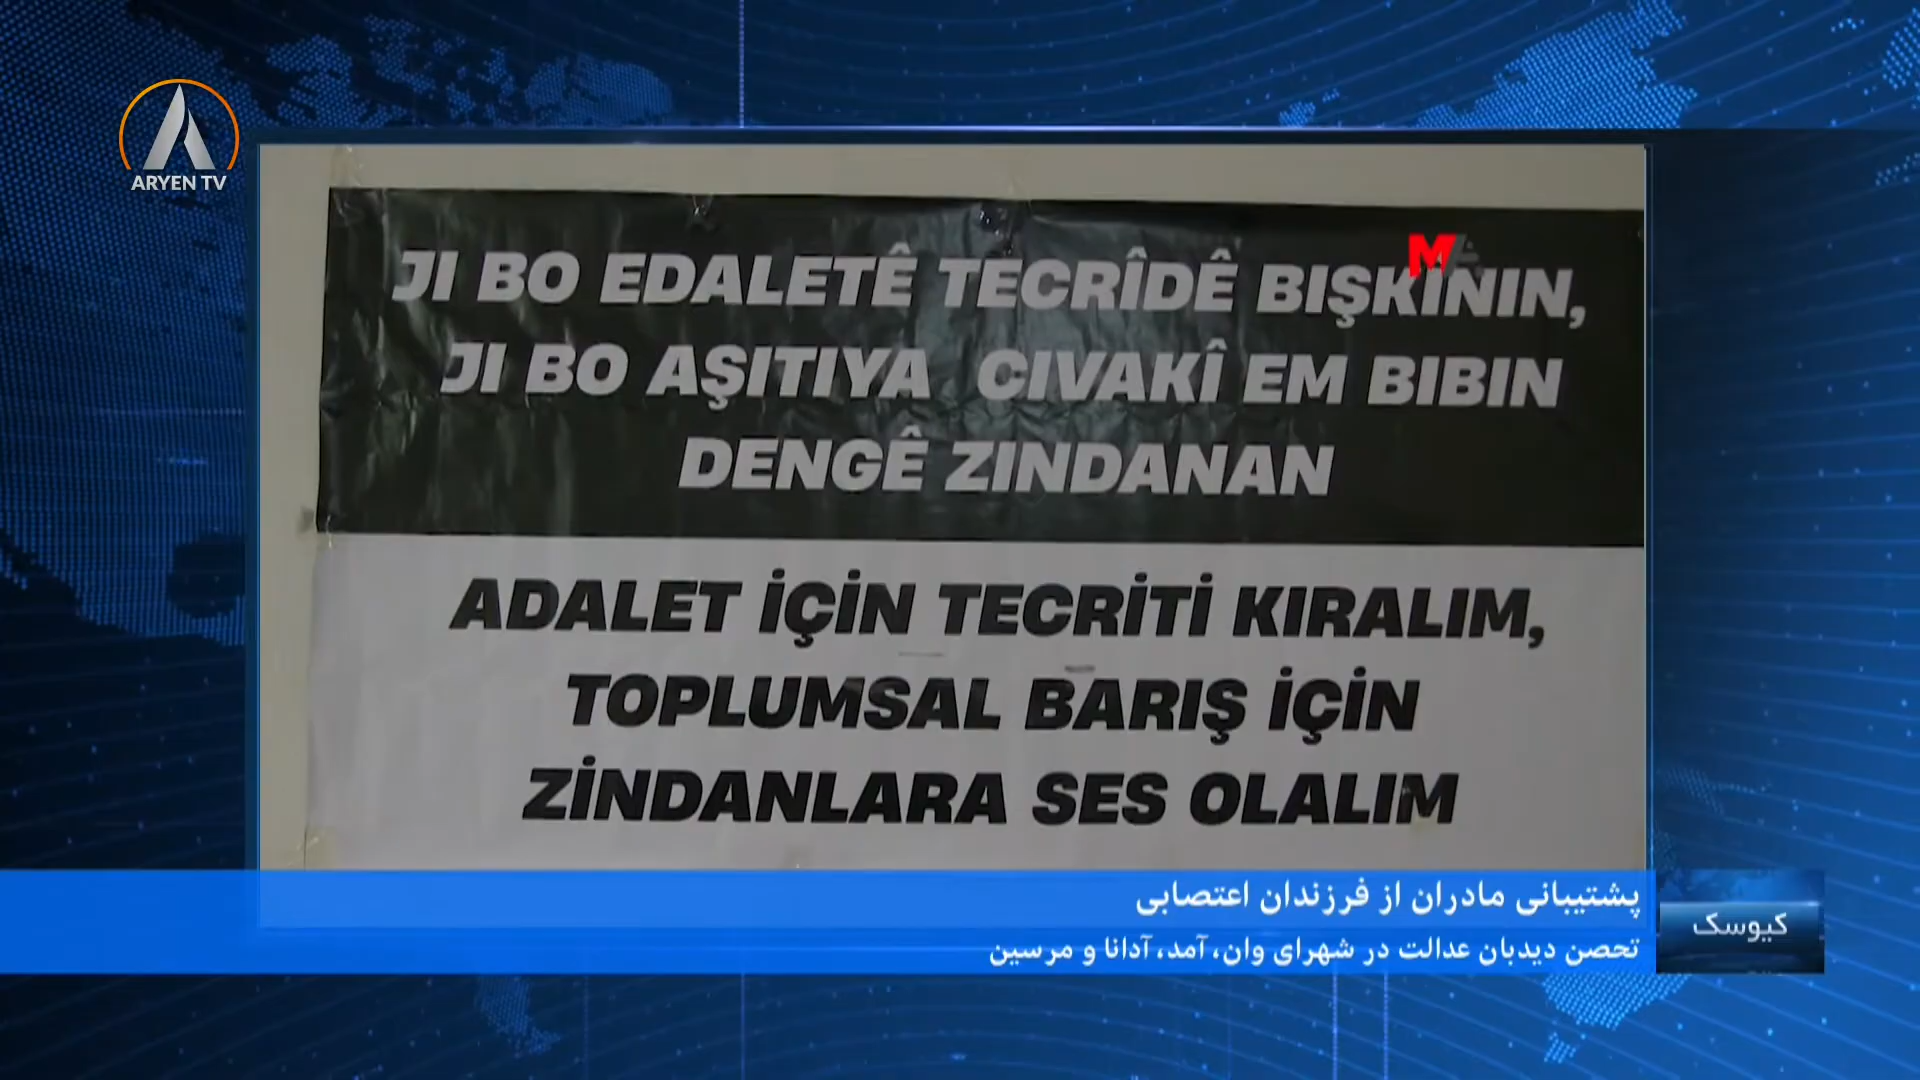 ARYEN TV
JI BO EDALETÊ TECRÎDÊ BIŞKÎNIN,
JI BO AŞITIYA CIVAKÎ EM BIBIN
DENGÊ ZINDANAN
ADALET İÇİN TECRİTİ KIRALIM,
TOPLUMSAL BARIŞ İÇİN
ZİNDANLARA SES OLALIM
پشتیبانی مادران از فرزندان اعتصابی
تحصن دیدبان عدالت در شهرای وان، آمد، آدانا و مرسین
کیوسک